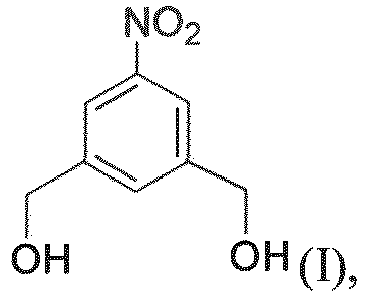 NO₂
OH
OH (I),